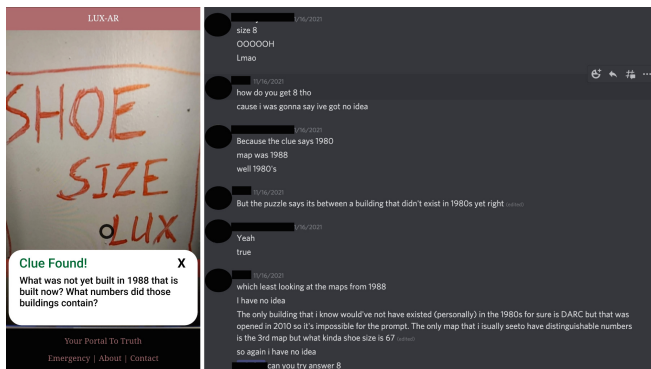 LUX-AR
SHOE
SIZE
LUX
Clue Found!
X
What was not yet built in 1988 that is
built now? What numbers did those
buildings contain?
Your Portal To Truth
Emergency | About | Contact
1/16/2021
size 8
OOOOOH
Lmao
11/16/2021
how do you get 8 tho
cause i was gonna say ive got no idea
1/16/2021
Because the clue says 1980
map was 1988
well 1980's
11/16/2021
But the puzzle says its between a building that didn't exist in 1980s yet right (edited)
1/16/2021
Yeah
true
11/16/2021
which least looking at the maps from 1988
I have no idea
The only building that i know would've not have existed (personally) in the 1980s for sure is DARC but that was
opened in 2010 so it's impossible for the prompt. The only map that i isually seeto have distinguishable numbers
is the 3rd map but what kinda shoe size is 67 (edited)
so again i have no idea
can you try answer 8